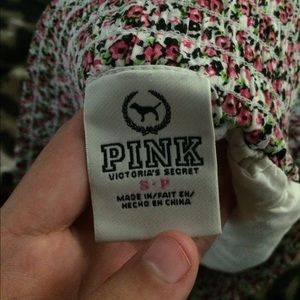 PINK
VICTORIA'S SECRET
S • P
MADE IN/FAIT EN/
HECHO EN CHINA